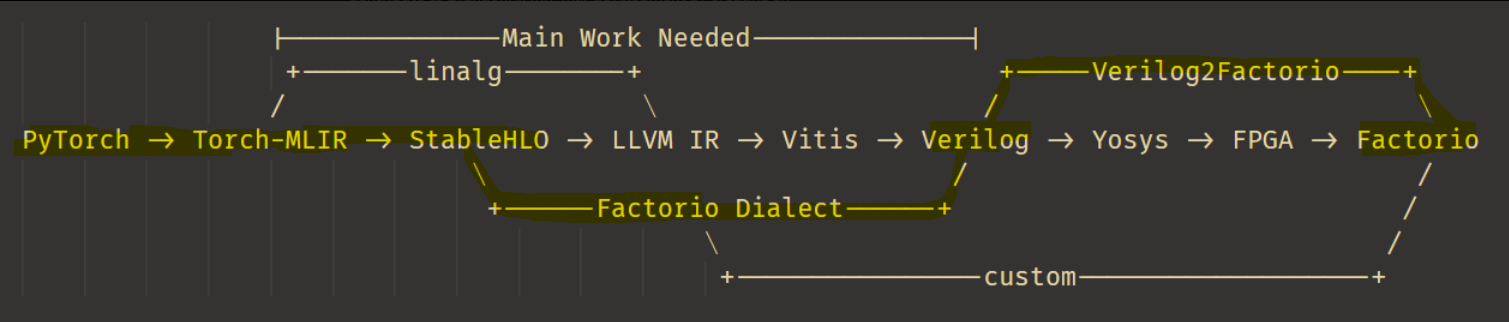 ├──────────────Main Work Needed──────────────┤
+───────linalg───────+ +─────Verilog2Factorio────+
/ \ / \
PyTorch → Torch-MLIR → StableHLO → LLVM IR → Vitis → Verilog → Yosys → FPGA → Factorio
\ / /
+──────Factorio Dialect──────+ /
\ /
+────────────────custom───────────────────+